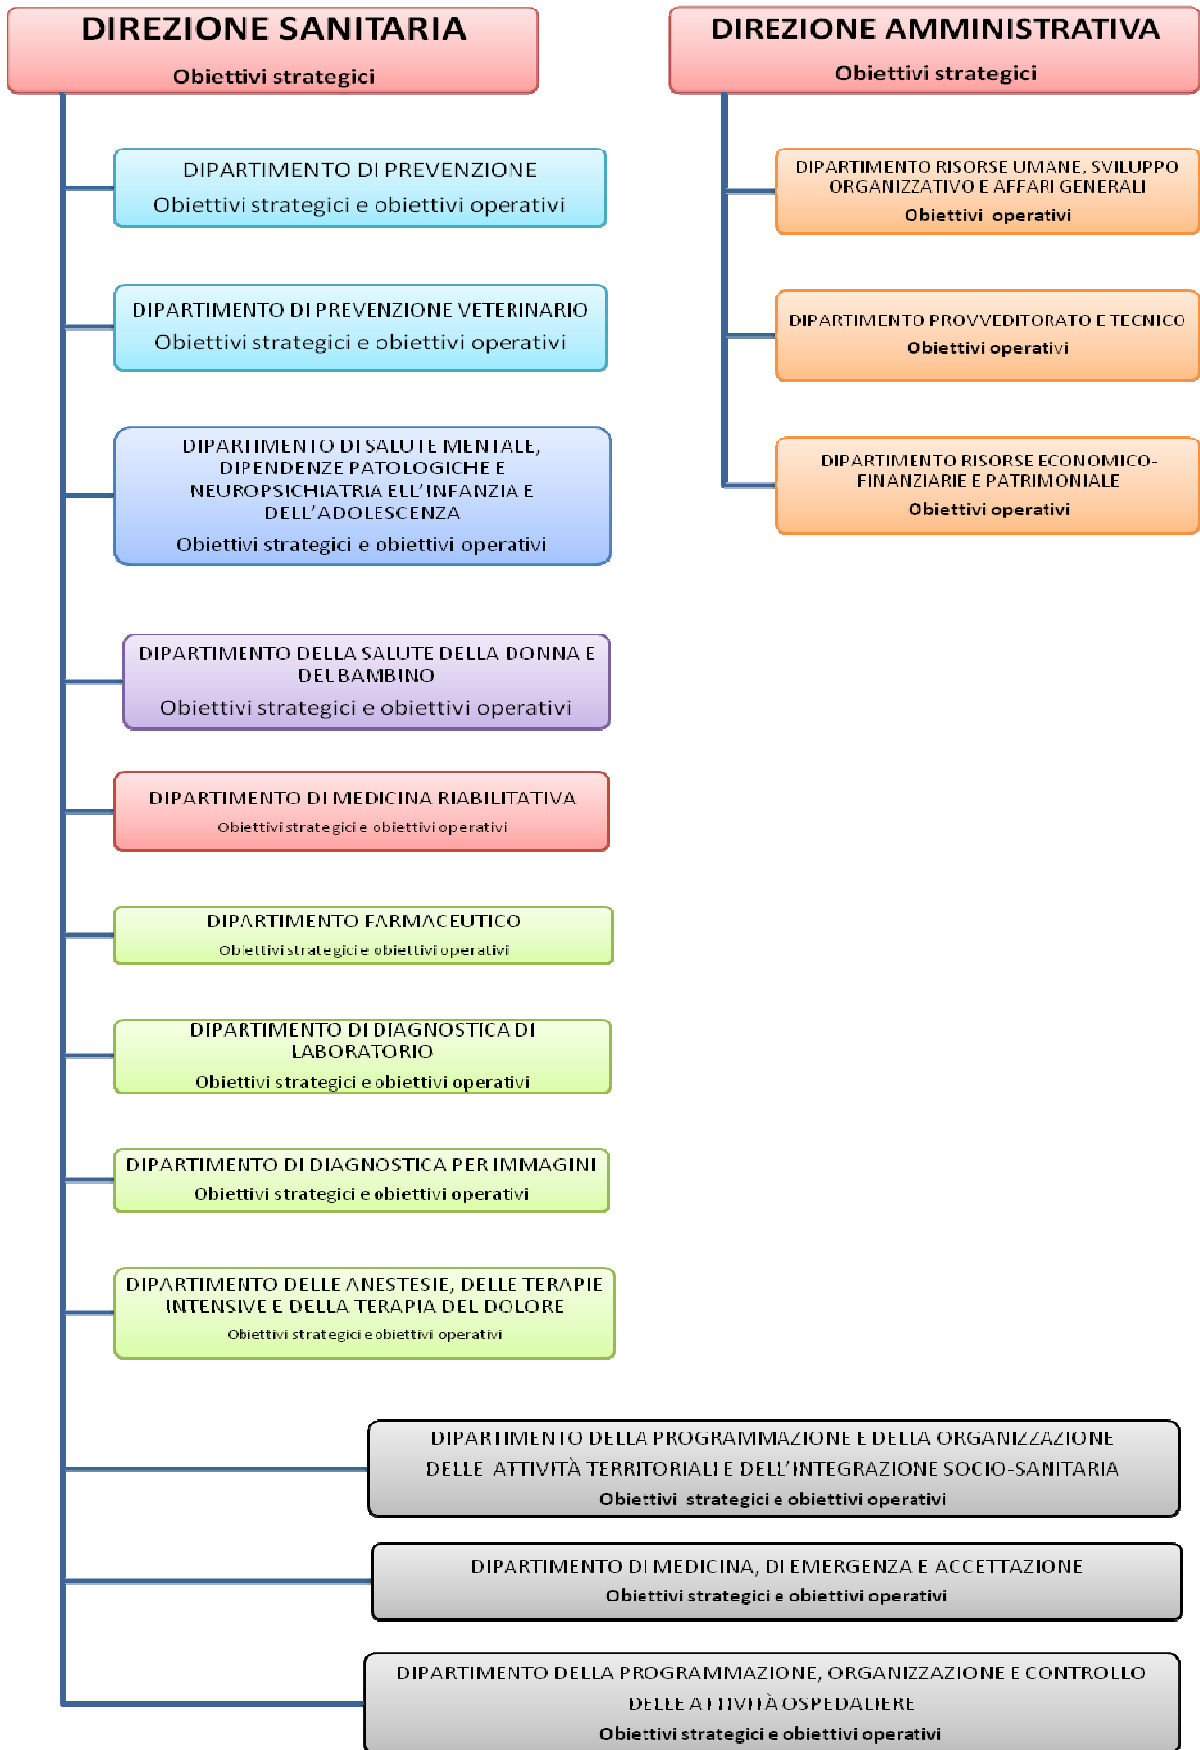 DIREZIONE SANITARIA
Obiettivi strategici
DIPARTIMENTO DI PREVENZIONE
Obiettivi strategici e obiettivi operativi
DIPARTIMENTO DI PREVENZIONE VETERINARIO
Obiettivi strategici e obiettivi operativi
DIPARTIMENTO DI SALUTE MENTALE,
DIPENDENZE PATOLOGICHE E
NEUROPSICHIATRIA ELL'INFANZIA E
DELL'ADOLESCENZA
Obiettivi strategici e obiettivi operativi
DIPARTIMENTO DELLA SALUTE DELLA DONNA E
DEL BAMBINO
Obiettivi strategici e obiettivi operativi
DIPARTIMENTO DI MEDICINA RIABILITATIVA
Obiettivi strategici e obiettivi operativi
DIPARTIMENTO FARMACEUTICO
Obiettivi strategici e obiettivi operativi
DIPARTIMENTO DI DIAGNOSTICA DI
LABORATORIO
Obiettivi strategici e obiettivi operativi
DIPARTIMENTO DI DIAGNOSTICA PER IMMAGINI
Obiettivi strategici e obiettivi operativi
DIPARTIMENTO DELLE ANESTESIE, DELLE TERAPIE
INTENSIVE E DELLA TERAPIA DEL DOLORE
Obiettivi strategici e obiettivi operativi
DIPARTIMENTO DELLA PROGRAMMAZIONE E DELLA ORGANIZZAZIONE
DELLE ATTIVITÀ TERRITORIALI E DELL'INTEGRAZIONE SOCIO-SANITARIA
Obiettivi strategici e obiettivi operativi
DIPARTIMENTO DI MEDICINA, DI EMERGENZA E ACCETTAZIONE
Obiettivi strategici e obiettivi operativi
DIPARTIMENTO DELLA PROGRAMMAZIONE, ORGANIZZAZIONE E CONTROLLO
DELLE ATTIVITÀ OSPEDALIERE
Obiettivi strategici e obiettivi operativi
DIREZIONE AMMINISTRATIVA
Obiettivi strategici
DIPARTIMENTO RISORSE UMANE, SVILUPPO
ORGANIZZATIVO E AFFARI GENERALI
Obiettivi operativi
DIPARTIMENTO PROVVEDITORATO E TECNICO
Obiettivi operativi
DIPARTIMENTO RISORSE ECONOMICO-
FINANZIARIE E PATRIMONIALE
Obiettivi operativi